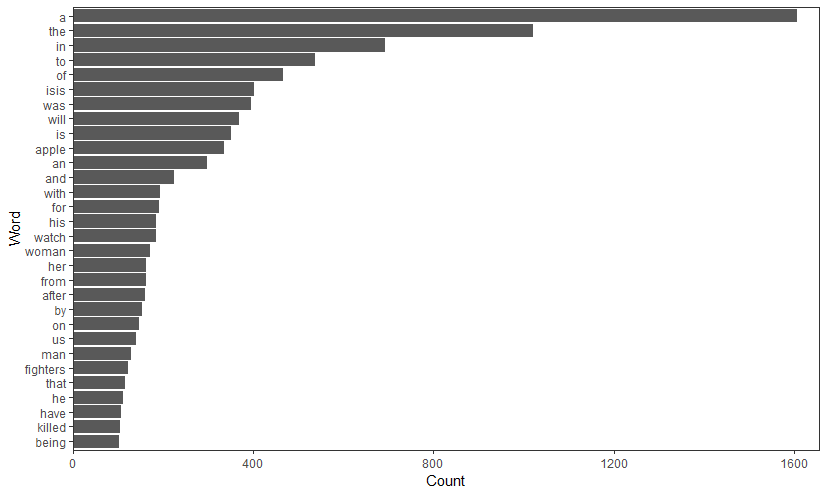 a
the
in
to
of
isis
was
will
is
apple
an
and
with
for
his
watch
woman
her
from
after
by
on
us
man
fighters
that
he
have
killed
being
Word
0 400 800 1200 1600
Count